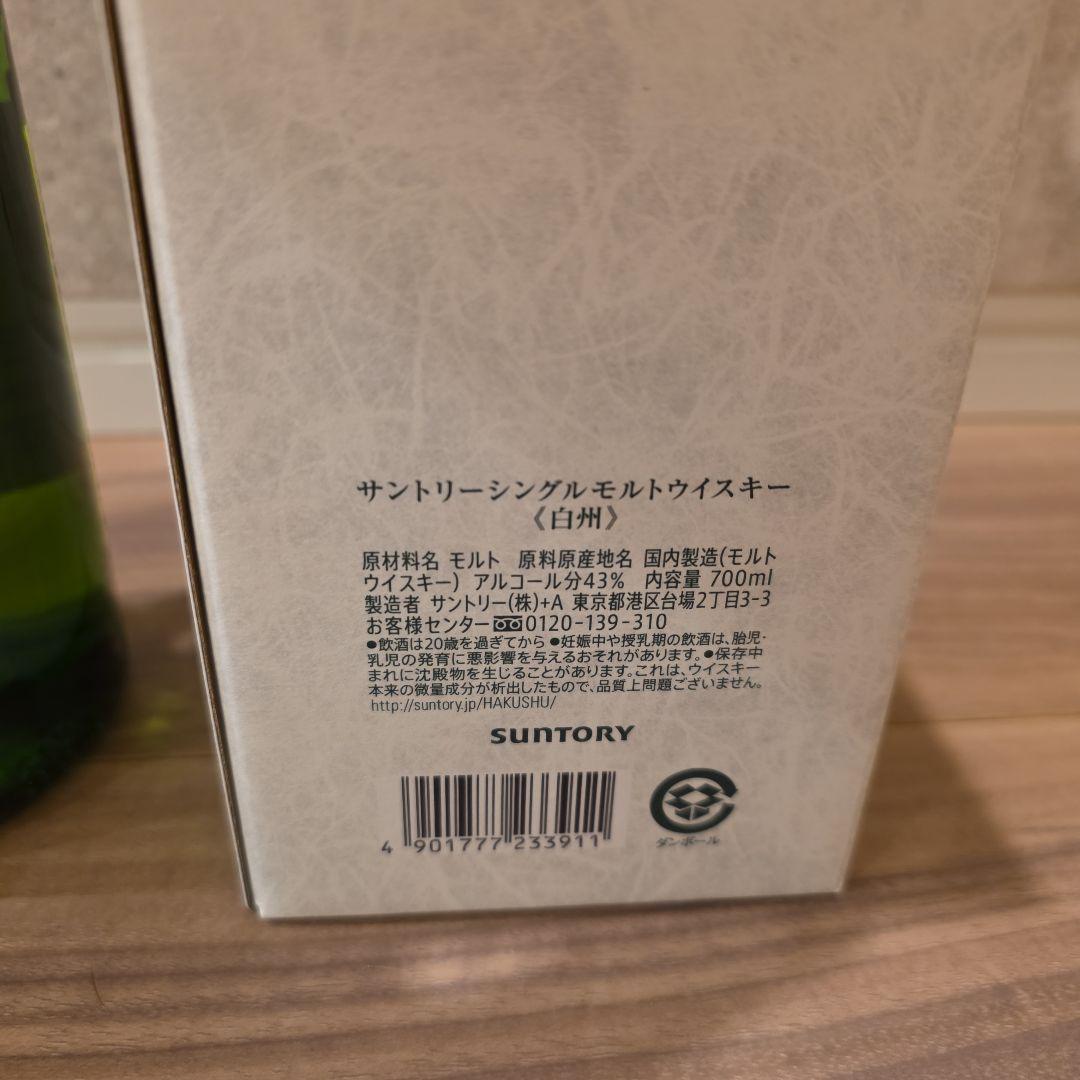 サントリーシングルモルトウイスキー
《白州》
原材料名 モルト 原料原産地名 国内製造(モルト
ウイスキー) アルコール分43% 内容量 700ml
製造者 サントリー(株)+A 東京都港区台場2丁目3-3
お客様センター 0120-139-310
●飲酒は20歳を過ぎてから ●妊娠中や授乳期の飲酒は、胎児・
乳児の発育に悪影響を与えるおそれがあります。●保存中
まれに沈殿物を生じることがあります。これは、ウイスキー
本来の微量成分が析出したもので、品質上問題ございません。
http://suntory.jp/HAKUSHU/
SUNTORY
4 901777 233911
ダンボール